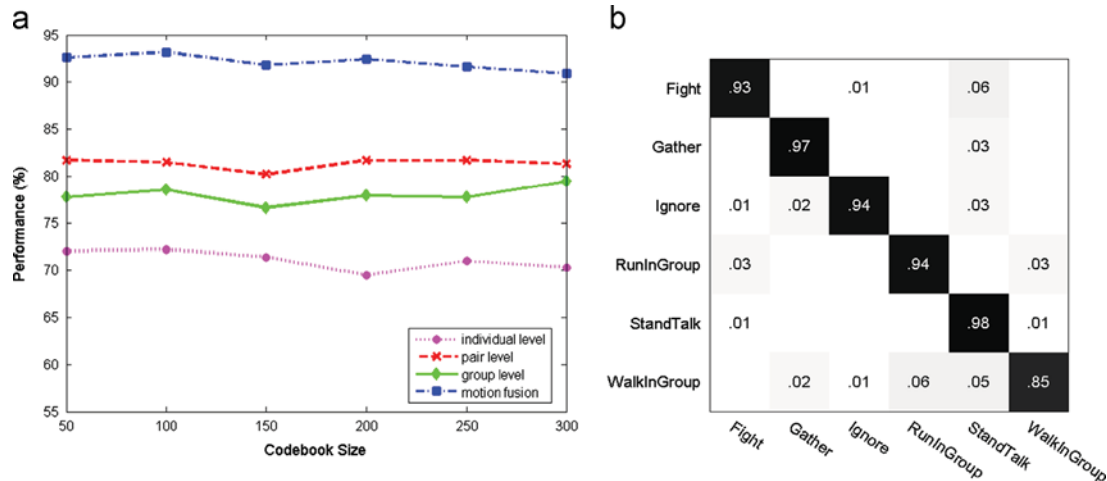 a
95
90
85
80
75
70
65
60
55
50
100
150
200
250
300
Performance (%)
Codebook Size
individual level
pair level
group level
motion fusion
b
Fight .93 .01 .06
Gather .97 .03
Ignore .01 .02 .94 .03
RunInGroup .03 .94 .03
StandTalk .01 .98 .01
WalkInGroup .02 .01 .06 .05 .85
Fight
Gather
Ignore
RunInGroup
StandTalk
WalkInGroup